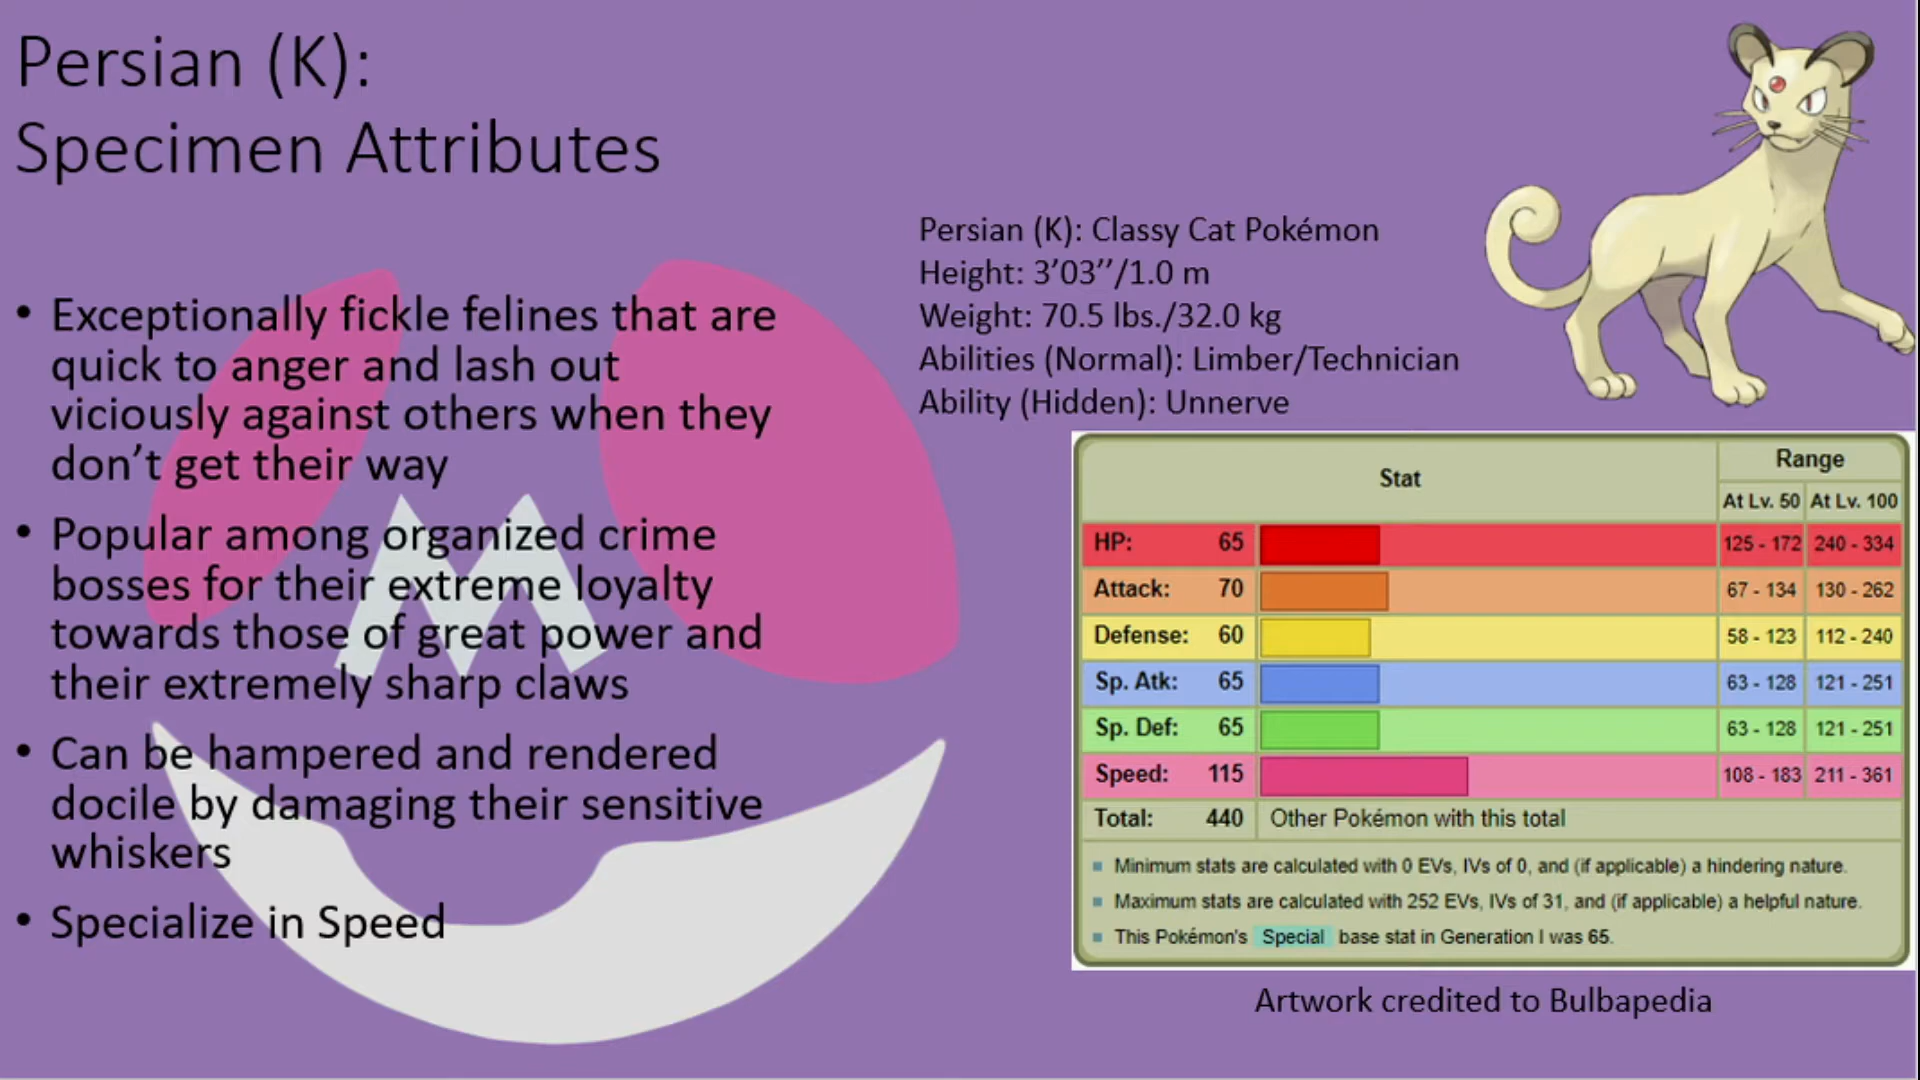 Persian (K):
Specimen Attributes
• Exceptionally fickle felines that are
quick to anger and lash out
viciously against others when they
don’t get their way
• Popular among organized crime
bosses for their extreme loyalty
towards those of great power and
their extremely sharp claws
• Can be hampered and rendered
docile by damaging their sensitive
whiskers
• Specialize in Speed
Persian (K): Classy Cat Pokémon
Height: 3’03’’/1.0 m
Weight: 70.5 lbs./32.0 kg
Abilities (Normal): Limber/Technician
Ability (Hidden): Unnerve
Stat Range
At Lv. 50 At Lv. 100
HP: 65 125 - 172 240 - 334
Attack: 70 67 - 134 130 - 262
Defense: 60 58 - 123 112 - 240
Sp. Atk: 65 63 - 128 121 - 251
Sp. Def: 65 63 - 128 121 - 251
Speed: 115 108 - 183 211 - 361
Total: 440 Other Pokémon with this total
Minimum stats are calculated with 0 EVs, IVs of 0, and (if applicable) a hindering nature.
Maximum stats are calculated with 252 EVs, IVs of 31, and (if applicable) a helpful nature.
This Pokémon's Special base stat in Generation I was 65.
Artwork credited to Bulbapedia
M